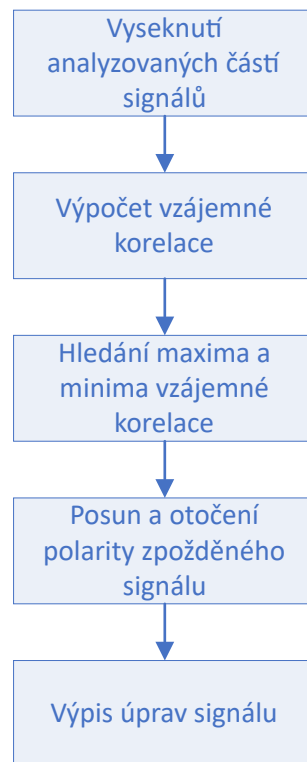 Vyseknutí
analyzovaných částí
signálů
Výpočet vzájemné
korelace
Hledání maxima a
minima vzájemné
korelace
Posun a otočení
polarity zpožděného
signálu
Výpis úprav signálu